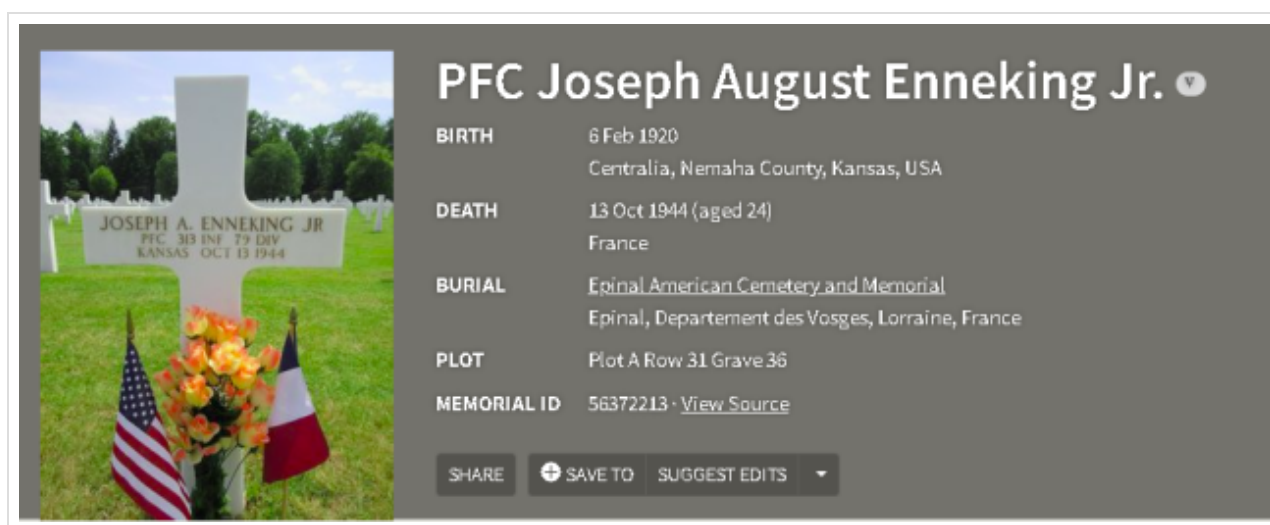 PFC Joseph August Enneking Jr. V
BIRTH 6 Feb 1920
Centralia, Nemaha County, Kansas, USA
DEATH 13 Oct 1944 (aged 24)
France
BURIAL Epinal American Cemetery and Memorial
Epinal, Departement des Vosges, Lorraine, France
PLOT Plot A Row 31 Grave 36
MEMORIAL ID 56372213 · View Source
SHARE SAVE TO SUGGEST EDITS
JOSEPH A. ENNEKING JR
PFC 313 INF 79 DIV
KANSAS OCT 13 1944